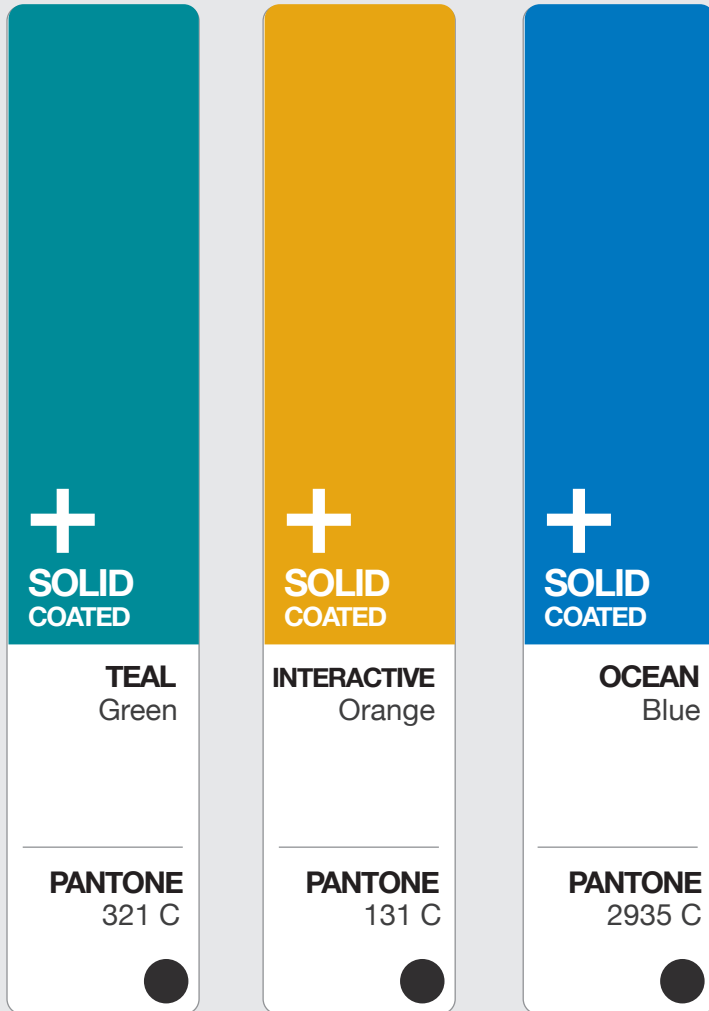 +
SOLID
COATED
TEAL
Green
PANTONE
321 C
+
SOLID
COATED
INTERACTIVE
Orange
PANTONE
131 C
+
SOLID
COATED
OCEAN
Blue
PANTONE
2935 C